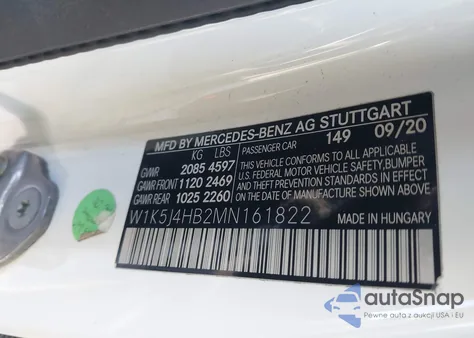 MFD BY MERCEDES-BENZ AG STUTTGART
KG LBS PASSENGER CAR 149 09/20
GVWR 2085 4597
GAWR FRONT 1120 2469
GAWR REAR 1025 2260
THIS VEHICLE CONFORMS TO ALL APPLICABLE
U.S. FEDERAL MOTOR VEHICLE SAFETY, BUMPER
AND THEFT PREVENTION STANDARDS IN EFFECT
ON THE DATE OF MANUFACTURE SHOWN ABOVE
W1K5J4HB2MN161822 MADE IN HUNGARY
autoSnap
Pewne auta z aukcji USA i EU